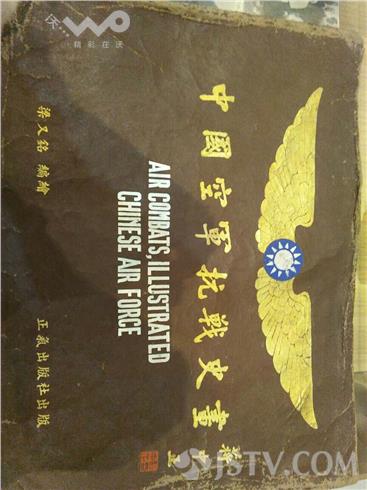 中國空軍抗戰史畫
AIR COMBATS, ILLUSTRATED
CHINESE AIR FORCE
梁又銘 編繪
正氣出版社出版
沃...
精彩在沃
JSTV.COM